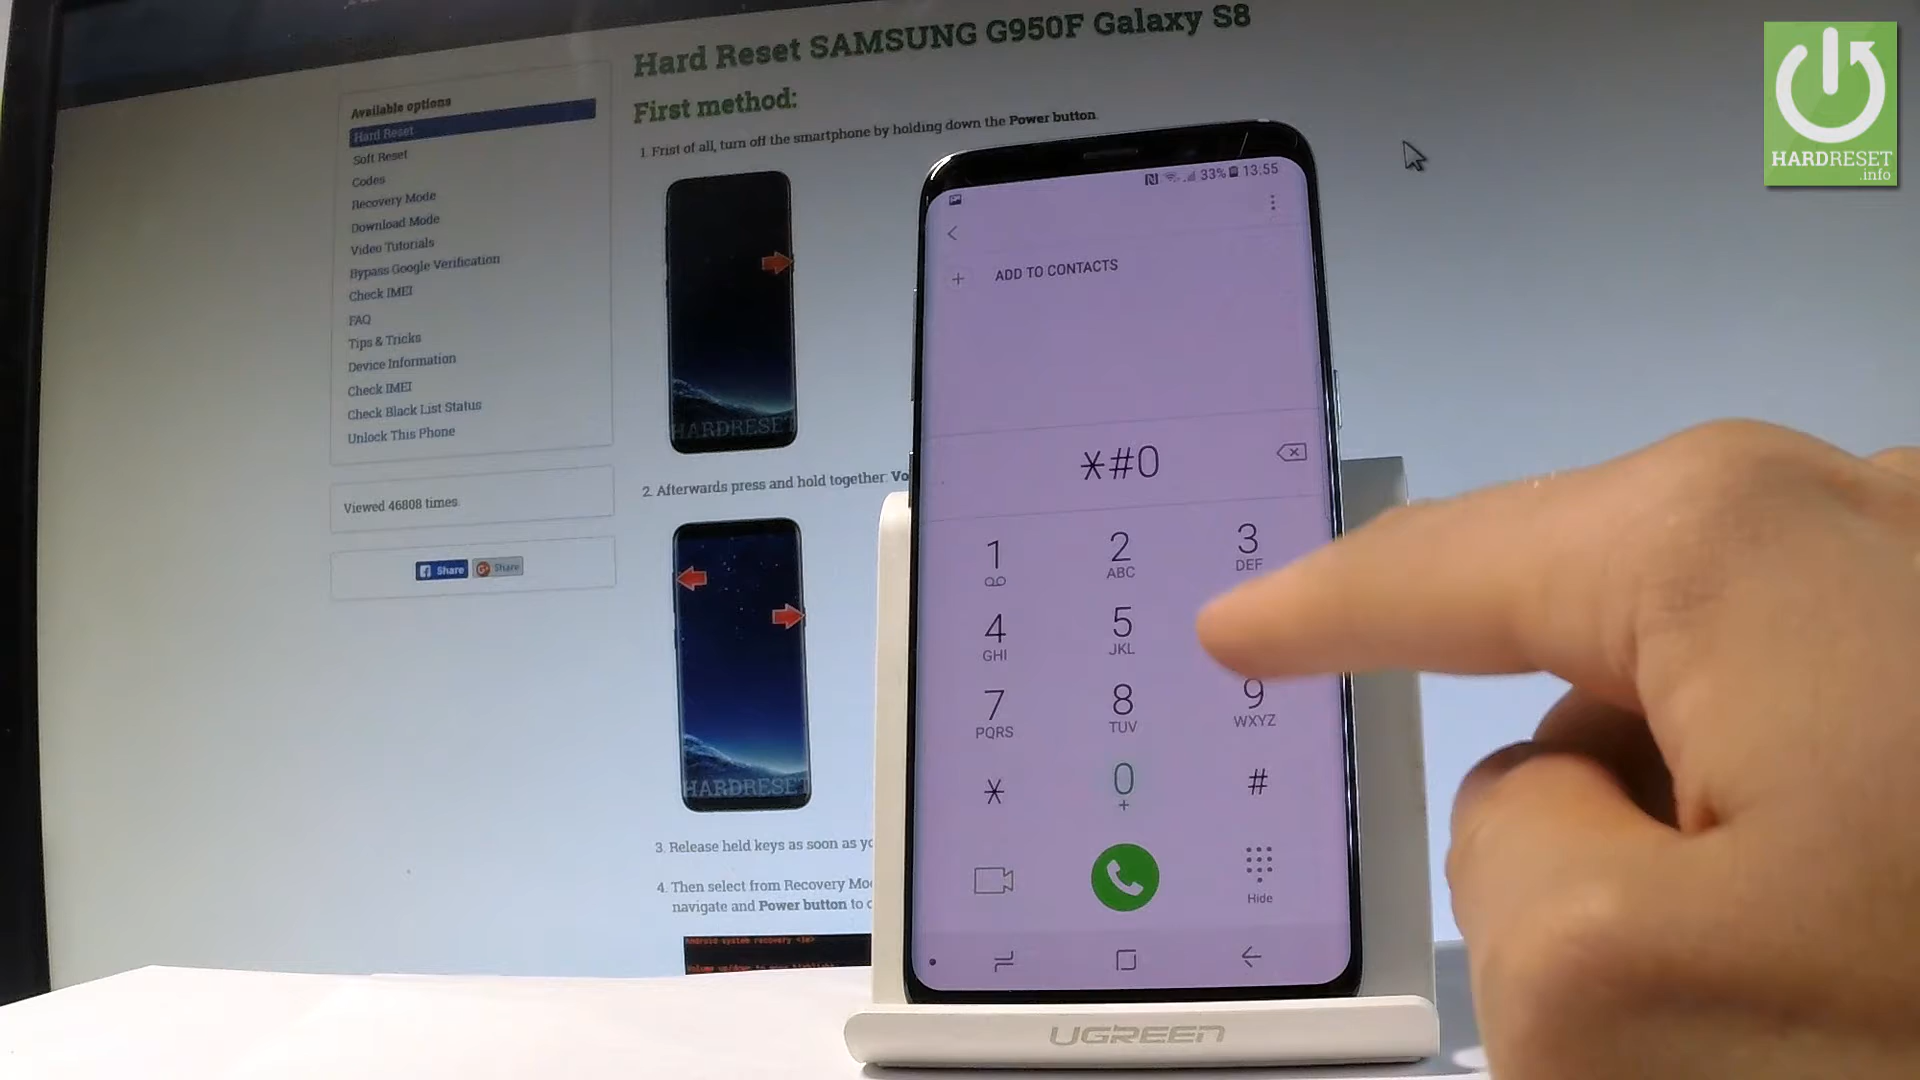 Hard Reset SAMSUNG G950F Galaxy S8
First method:
1. Frist of all, turn off the smartphone by holding down the Power button
HARDRESET
2. Afterwards press and hold together: Vo
HARDRESET
3. Release held keys as soon as yo
4. Then select from Recovery Mo
navigate and Power button to c
Android system recovery <3e>
Available options
Hard Reset
Soft Reset
Codes
Recovery Mode
Download Mode
Video Tutorials
Bypass Google Verification
Check IMEI
FAQ
Tips & Tricks
Device Information
Check IMEI
Check Black List Status
Unlock This Phone
Viewed 46808 times
Share
G+ Share
33% 13:55
ADD TO CONTACTS
*#0
1 2 3
ABC DEF
4 5
GHI JKL
7 8 9
PQRS TUV WXYZ
* 0 #
+
Hide
UGREEN
HARDRESET
.info